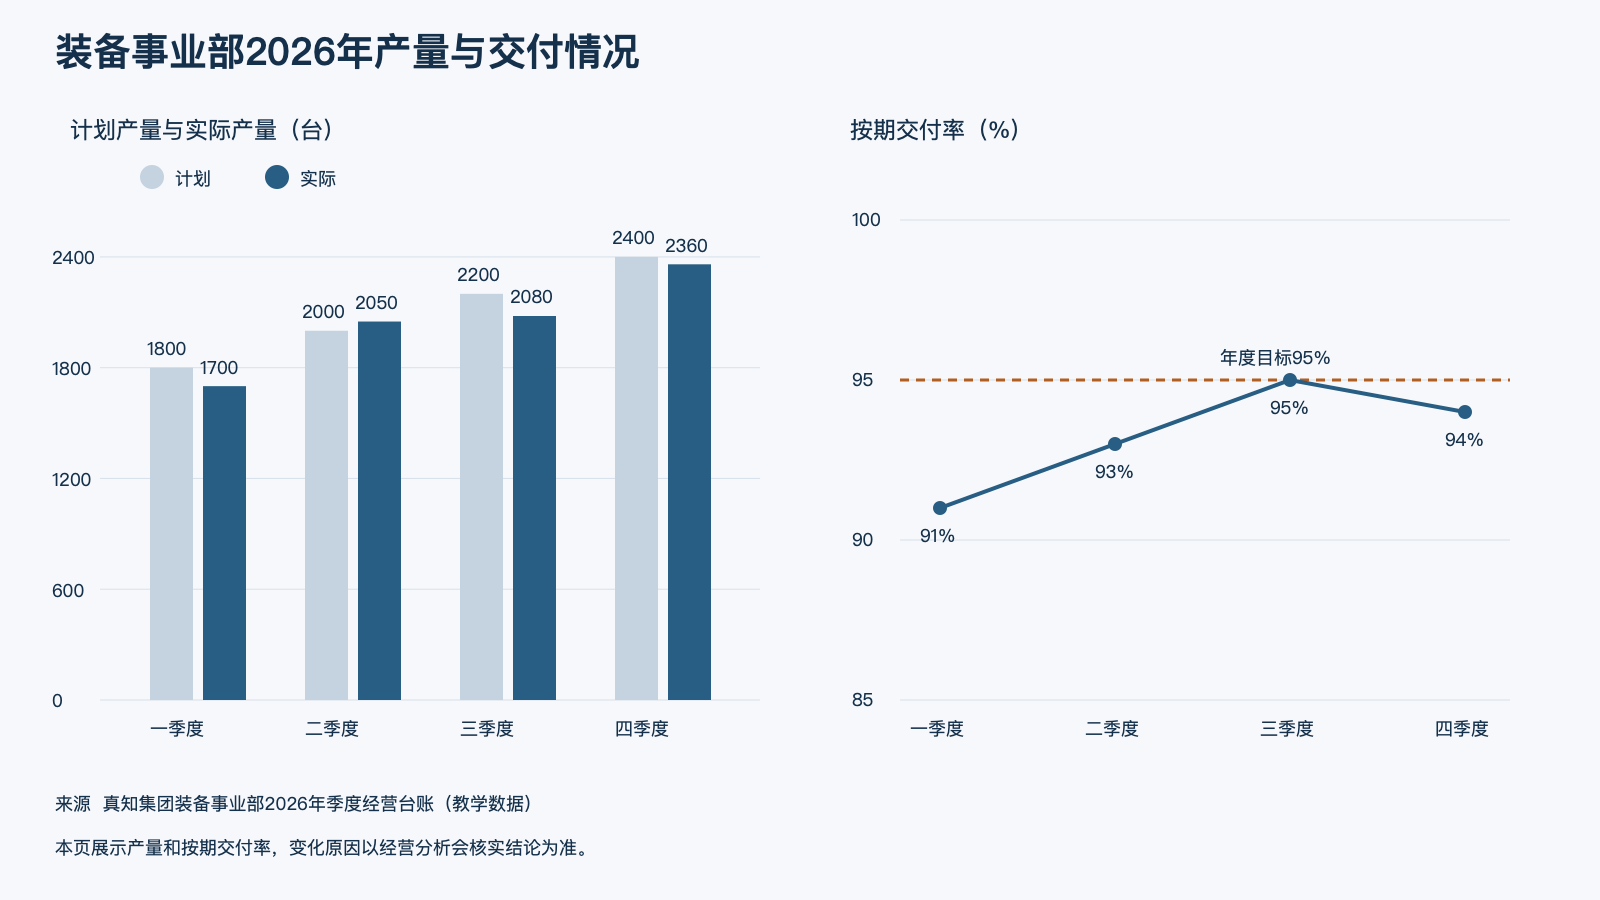 装备事业部2026年产量与交付情况
计划产量与实际产量（台）
计划 实际
2400
1800
1200
600
0
1800 1700
2000 2050
2200 2080
2400 2360
一季度 二季度 三季度 四季度
按期交付率（%）
100
95
90
85
年度目标95%
91%
93%
95%
94%
一季度 二季度 三季度 四季度
来源 真知集团装备事业部2026年季度经营台账（教学数据）
本页展示产量和按期交付率，变化原因以经营分析会核实结论为准。